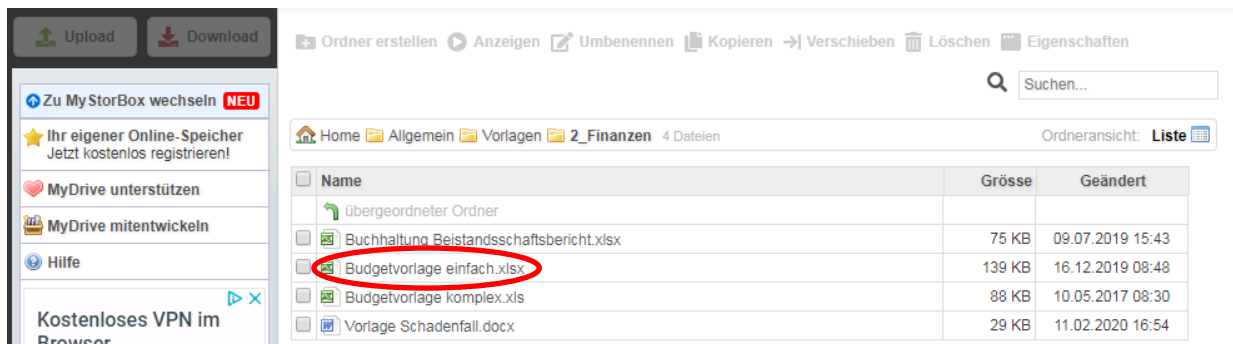 Upload Download
Ordner erstellen Anzeigen Umbenennen Kopieren Verschieben Löschen Eigenschaften
Suchen...
Zu MyStorBox wechseln NEU
Ihr eigener Online-Speicher
Jetzt kostenlos registrieren!
MyDrive unterstützen
MyDrive mitentwickeln
Hilfe
Kostenloses VPN im
Browser
Home Allgemein Vorlagen 2_Finanzen 4 Dateien Ordneransicht: Liste
Name Grösse Geändert
übergeordneter Ordner
Buchhaltung Beistandsschaftsbericht.xlsx 75 KB 09.07.2019 15:43
Budgetvorlage einfach.xlsx 139 KB 16.12.2019 08:48
Budgetvorlage komplex.xls 88 KB 10.05.2017 08:30
Vorlage Schadenfall.docx 29 KB 11.02.2020 16:54